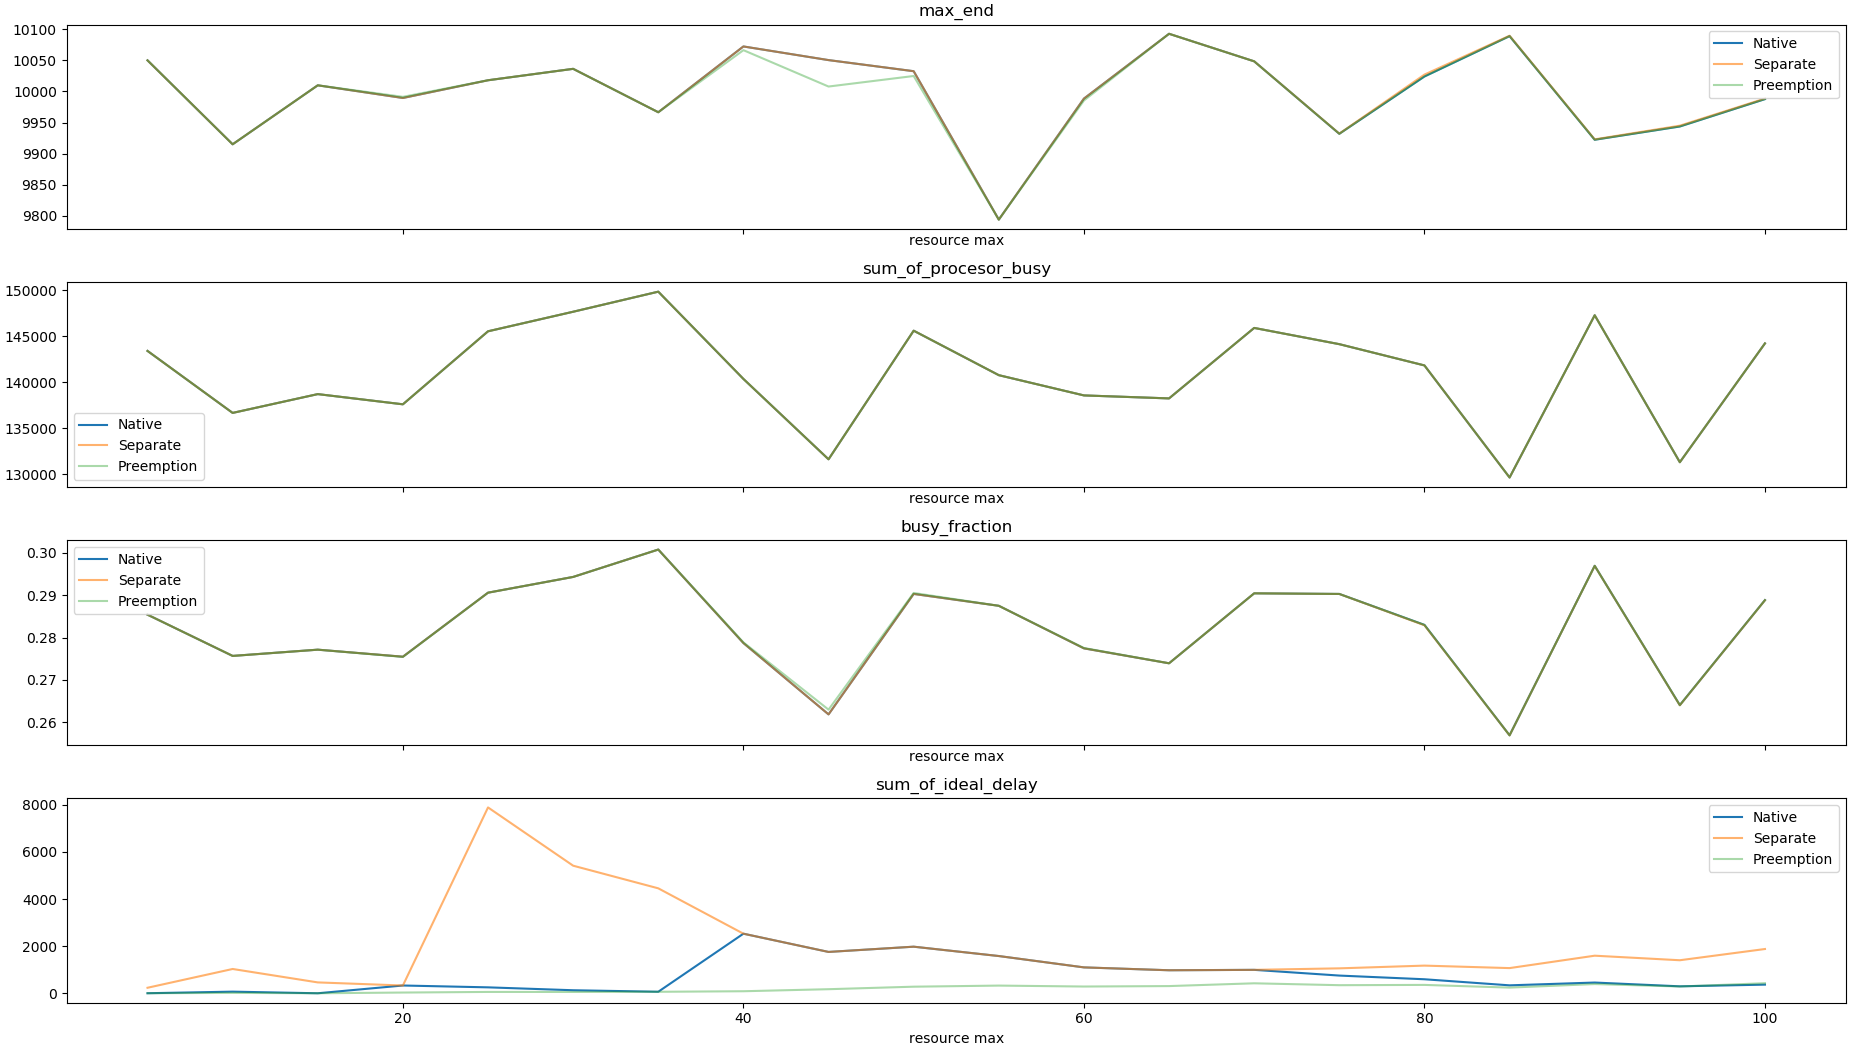 max_end
10100
10050
10000
9950
9900
9850
9800
Native
Separate
Preemption
resource max
sum_of_procesor_busy
150000
145000
140000
135000
130000
Native
Separate
Preemption
resource max
busy_fraction
0.30
0.29
0.28
0.27
0.26
Native
Separate
Preemption
resource max
sum_of_ideal_delay
8000
6000
4000
2000
0
Native
Separate
Preemption
20 40 60 80 100
resource max